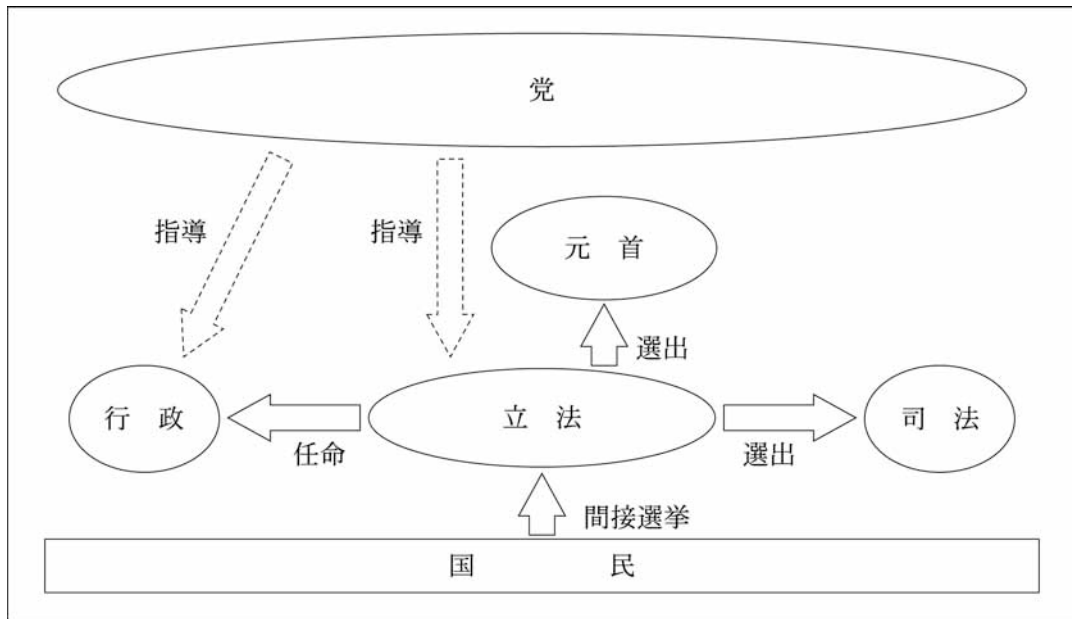 党
指導
指導
元　首
選出
行　政
立　法
司　法
任命
選出
間接選挙
国　　　　　民